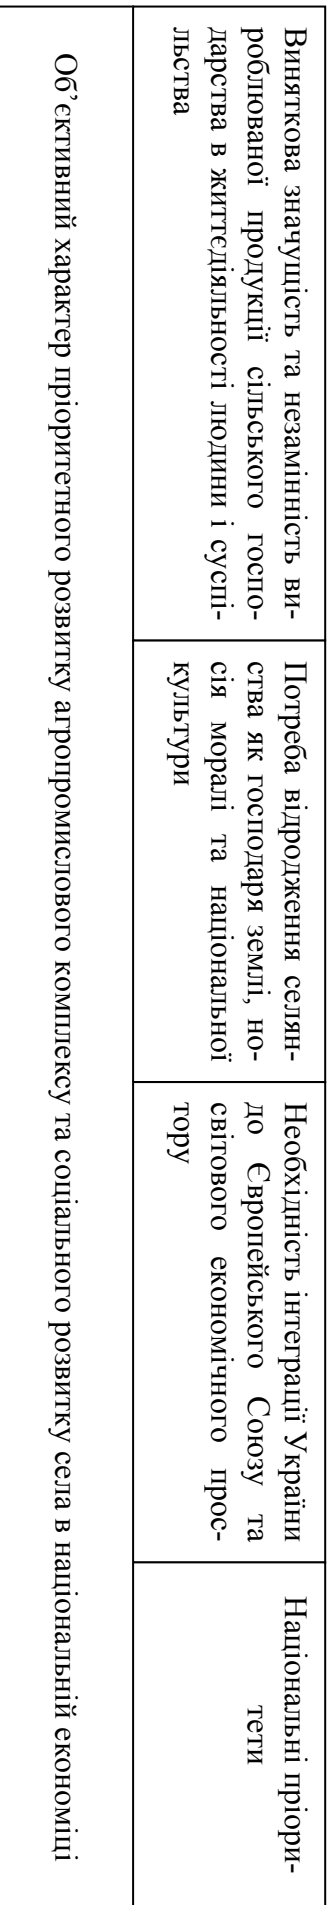 Виняткова значущість та незамінність ви-
роблюваної продукції сільського госпо-
дарства в життєдіяльності людини і суспі-
льства
Потреба відродження селян-
ства як господаря землі, но-
сія моралі та національної
культури
Необхідність інтеграції України
до Європейського Союзу та
світового економічного прос-
тору
Національні пріори-
тети
Об’єктивний характер пріоритетного розвитку агропромислового комплексу та соціального розвитку села в національній економіці